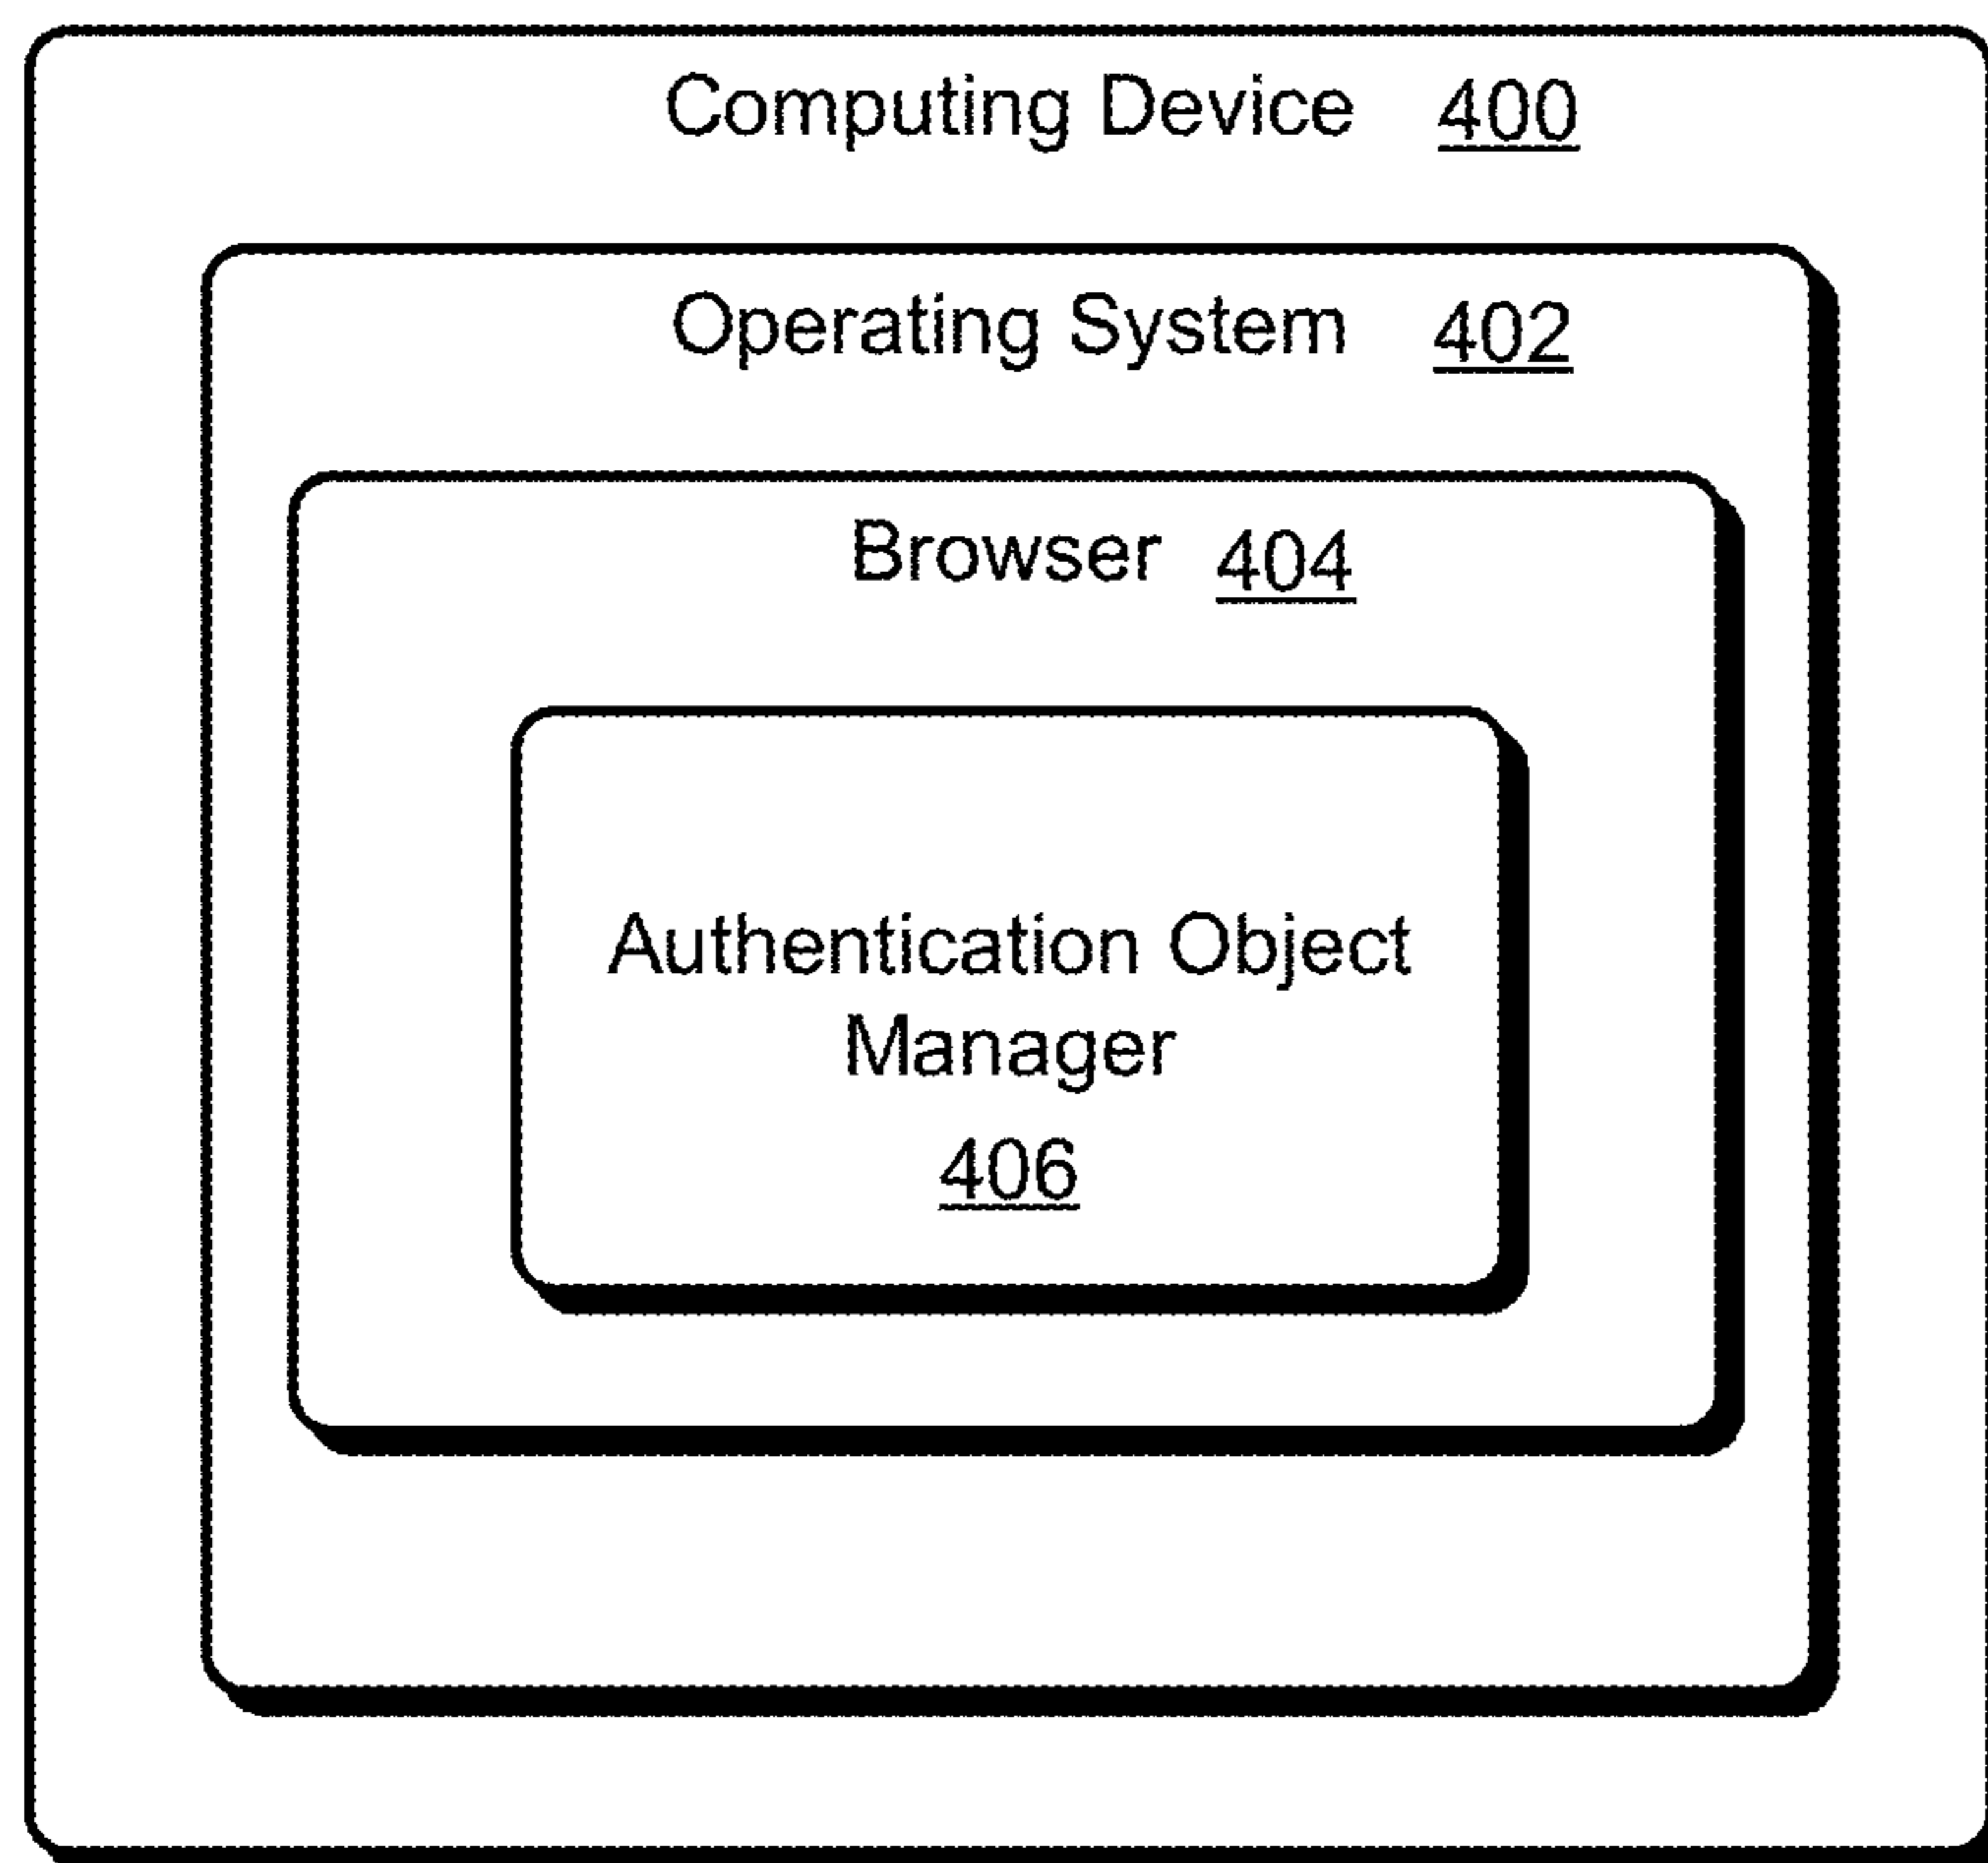 Computing Device 400
Operating System 402
Browser 404
Authentication Object
Manager
406